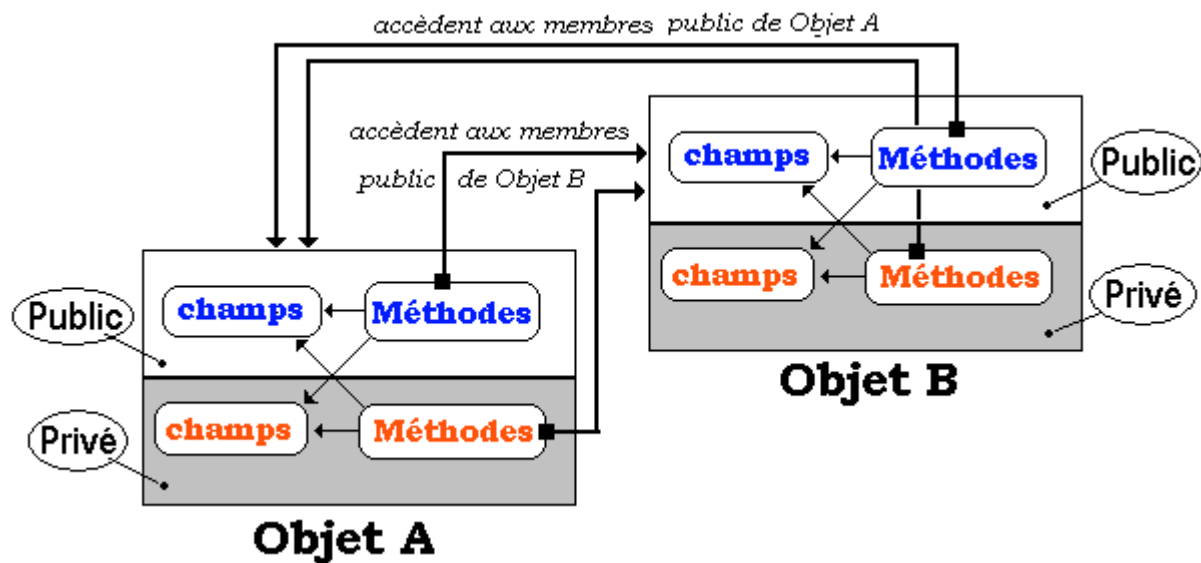 accèdent aux membres public de Objet A
accèdent aux membres
public de Objet B
champs
Méthodes
Public
champs
Méthodes
Privé
Objet B
champs
Méthodes
Public
champs
Méthodes
Privé
Objet A